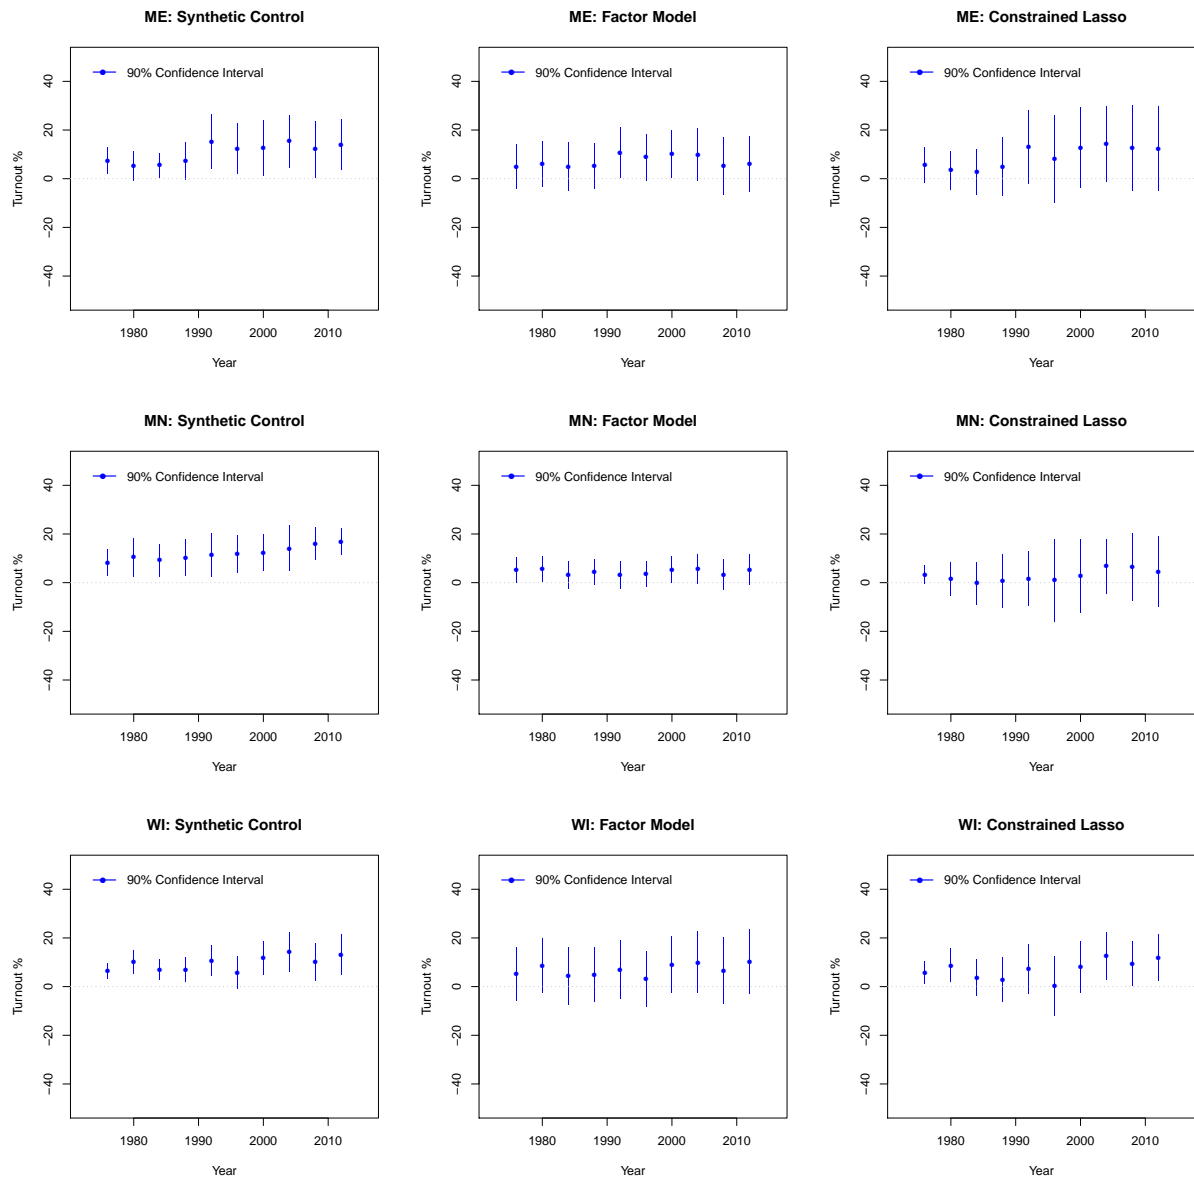 ME: Synthetic Control
90% Confidence Interval
Turnout %
40
20
0
−20
−40
1980 1990 2000 2010
Year
ME: Factor Model
90% Confidence Interval
Turnout %
40
20
0
−20
−40
1980 1990 2000 2010
Year
ME: Constrained Lasso
90% Confidence Interval
Turnout %
40
20
0
−20
−40
1980 1990 2000 2010
Year
MN: Synthetic Control
90% Confidence Interval
Turnout %
40
20
0
−20
−40
1980 1990 2000 2010
Year
MN: Factor Model
90% Confidence Interval
Turnout %
40
20
0
−20
−40
1980 1990 2000 2010
Year
MN: Constrained Lasso
90% Confidence Interval
Turnout %
40
20
0
−20
−40
1980 1990 2000 2010
Year
WI: Synthetic Control
90% Confidence Interval
Turnout %
40
20
0
−20
−40
1980 1990 2000 2010
Year
WI: Factor Model
90% Confidence Interval
Turnout %
40
20
0
−20
−40
1980 1990 2000 2010
Year
WI: Constrained Lasso
90% Confidence Interval
Turnout %
40
20
0
−20
−40
1980 1990 2000 2010
Year